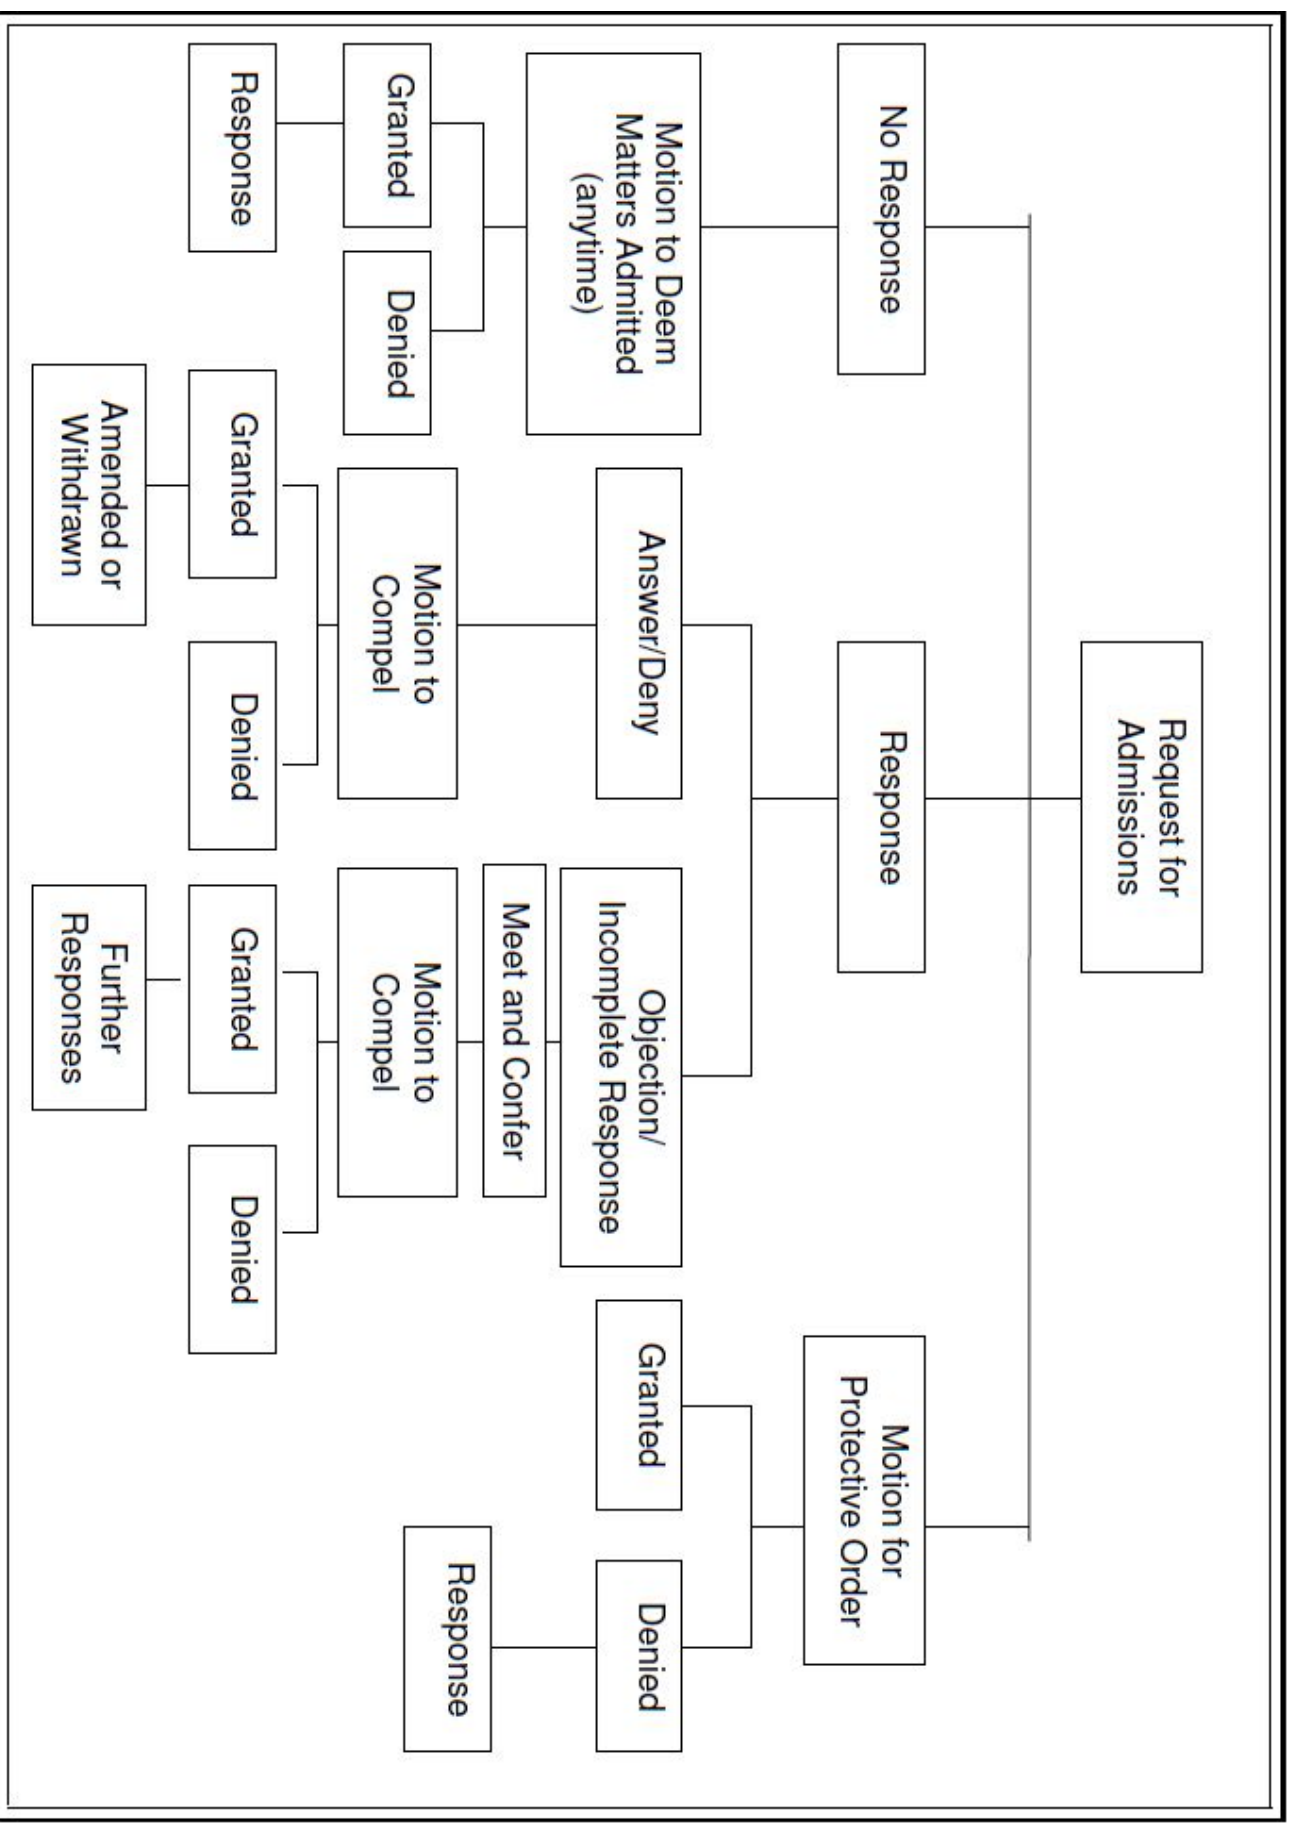 Request for
Admissions
No Response
Response
Motion for
Protective Order
Motion to Deem
Matters Admitted
(anytime)
Answer/Deny
Objection/
Incomplete Response
Granted
Denied
Meet and Confer
Granted
Denied
Motion to
Compel
Motion to
Compel
Response
Response
Granted
Denied
Granted
Denied
Amended or
Withdrawn
Further
Responses